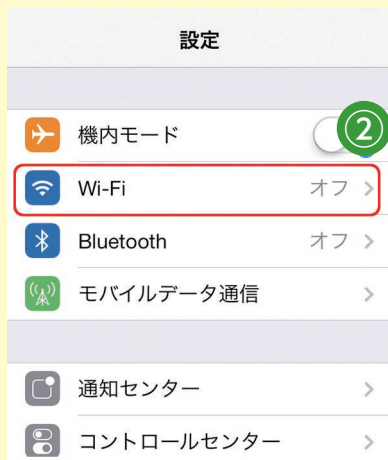 設定
機内モード
②
Wi-Fi オフ
Bluetooth オフ
モバイルデータ通信
通知センター
コントロールセンター